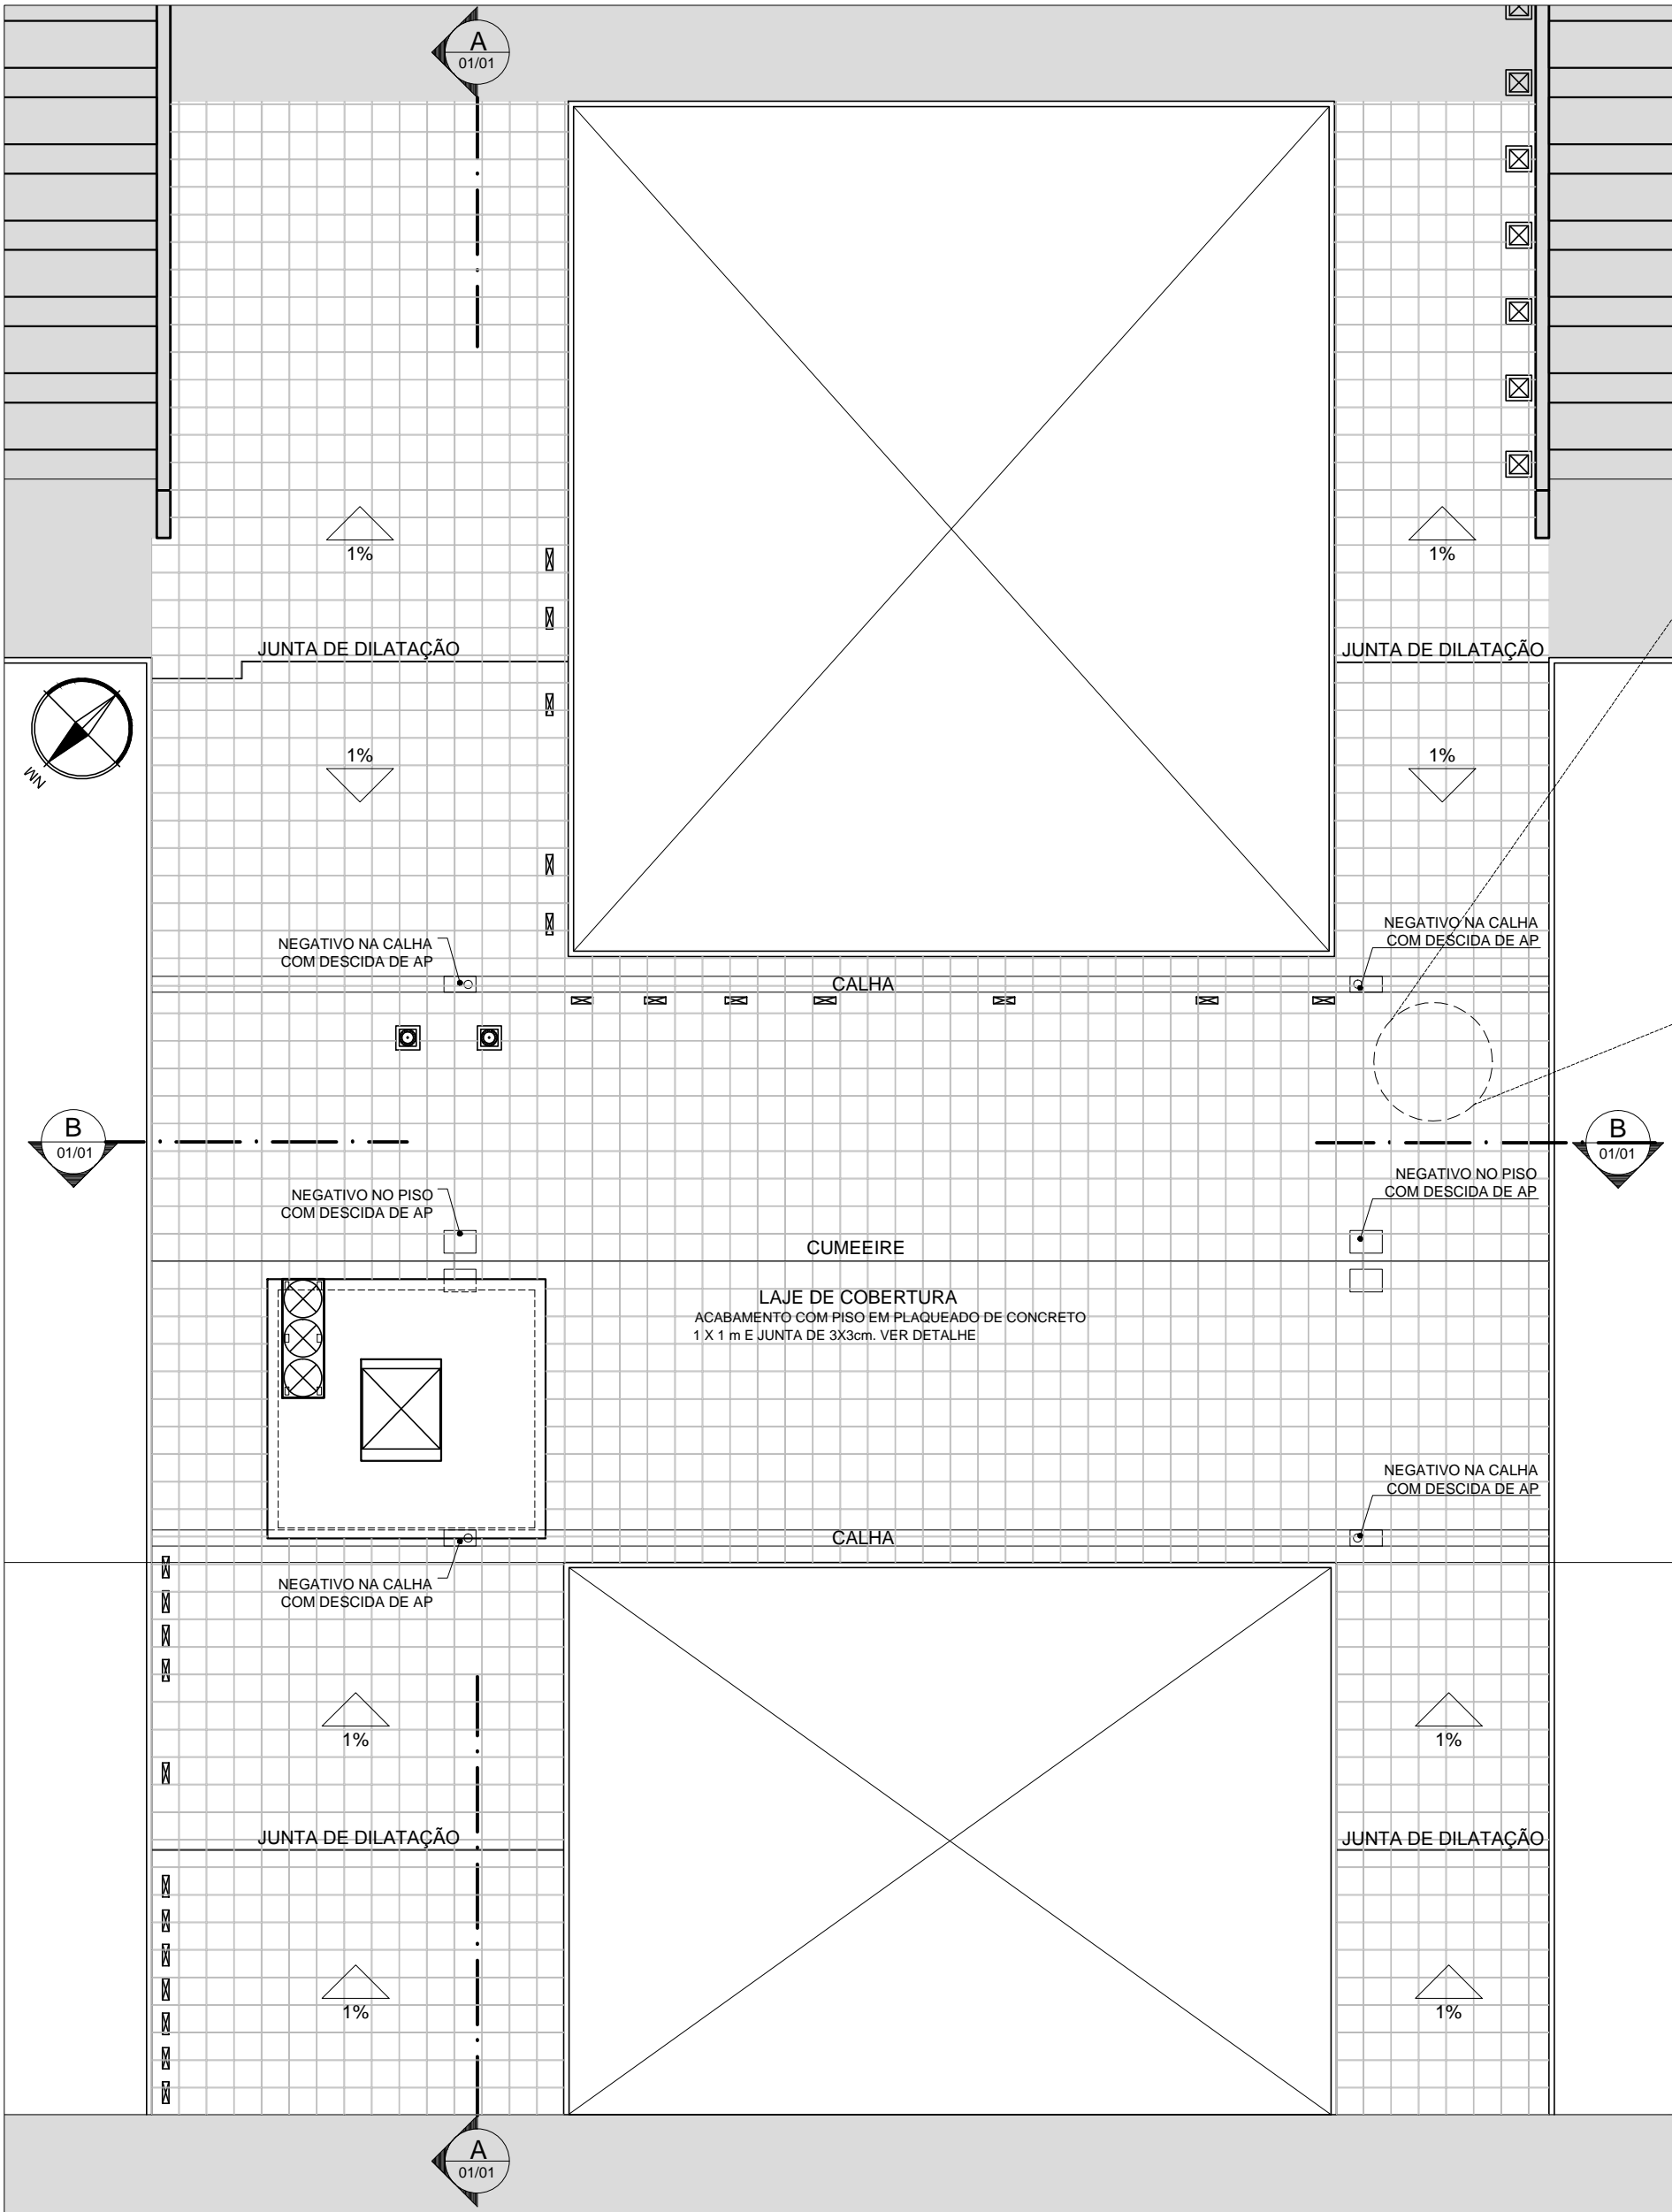 A
01/01
1%
1%
JUNTA DE DILATAÇÃO
JUNTA DE DILATAÇÃO
NM
1%
1%
NEGATIVO NA CALHA
COM DESCIDA DE AP
NEGATIVO NA CALHA
COM DESCIDA DE AP
CALHA
B
01/01
B
01/01
NEGATIVO NO PISO
COM DESCIDA DE AP
NEGATIVO NO PISO
COM DESCIDA DE AP
CUMEEIRE
LAJE DE COBERTURA
ACABAMENTO COM PISO EM PLAQUEADO DE CONCRETO
1 X 1 m E JUNTA DE 3X3cm. VER DETALHE
NEGATIVO NA CALHA
COM DESCIDA DE AP
CALHA
NEGATIVO NA CALHA
COM DESCIDA DE AP
1%
1%
JUNTA DE DILATAÇÃO
JUNTA DE DILATAÇÃO
1%
1%
A
01/01